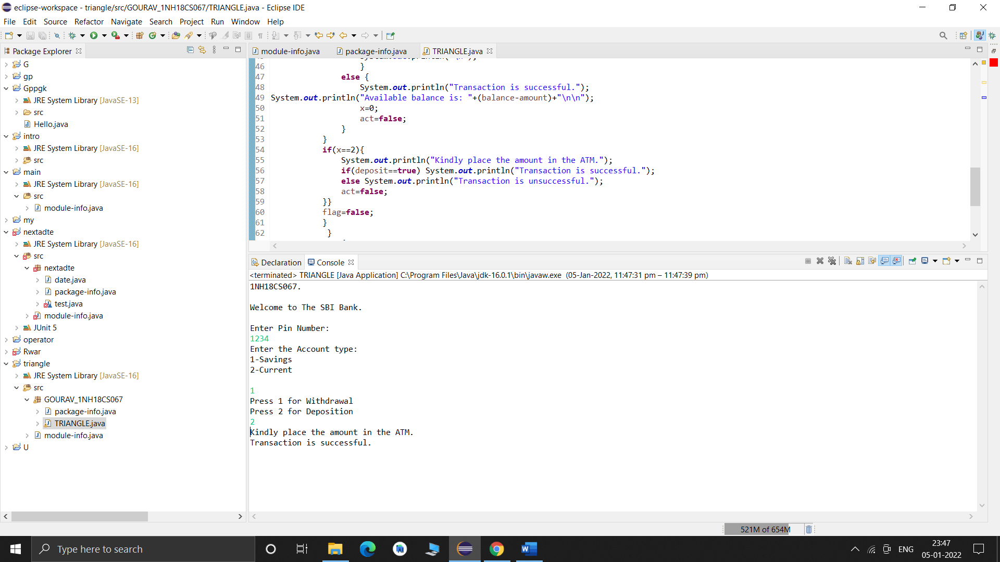 eclipse-workspace - triangle/src/GOURAV_1NH18CS067/TRIANGLE.java - Eclipse IDE
File Edit Source Refactor Navigate Search Project Run Window Help
Package Explorer
G
gp
Gppgk
JRE System Library [JavaSE-13]
src
Hello.java
intro
JRE System Library [JavaSE-16]
src
main
JRE System Library [JavaSE-16]
src
module-info.java
my
nextadte
JRE System Library [JavaSE-16]
src
nextadte
date.java
package-info.java
test.java
module-info.java
JUnit 5
operator
Rwar
triangle
JRE System Library [JavaSE-16]
src
GOURAV_1NH18CS067
package-info.java
TRIANGLE.java
module-info.java
U
module-info.java package-info.java TRIANGLE.java
46 }
47 else {
48 System.out.println("Transaction is successful.");
49 System.out.println("Available balance is: "+(balance-amount)+"\n\n");
50 x=0;
51 act=false;
52 }
53 }
54 if(x==2){
55 System.out.println("Kindly place the amount in the ATM.");
56 if(deposit==true) System.out.println("Transaction is successful.");
57 else System.out.println("Transaction is unsuccessful.");
58 act=false;
59 }}
60 flag=false;
61 }
62 }
Declaration Console
<terminated> TRIANGLE [Java Application] C:\Program Files\Java\jdk-16.0.1\bin\javaw.exe (05-Jan-2022, 11:47:31 pm – 11:47:39 pm)
1NH18CS067.
Welcome to The SBI Bank.
Enter Pin Number:
1234
Enter the Account type:
1-Savings
2-Current
1
Press 1 for Withdrawal
Press 2 for Deposition
2
Kindly place the amount in the ATM.
Transaction is successful.
521M of 654M
Type here to search
ENG
23:47
05-01-2022